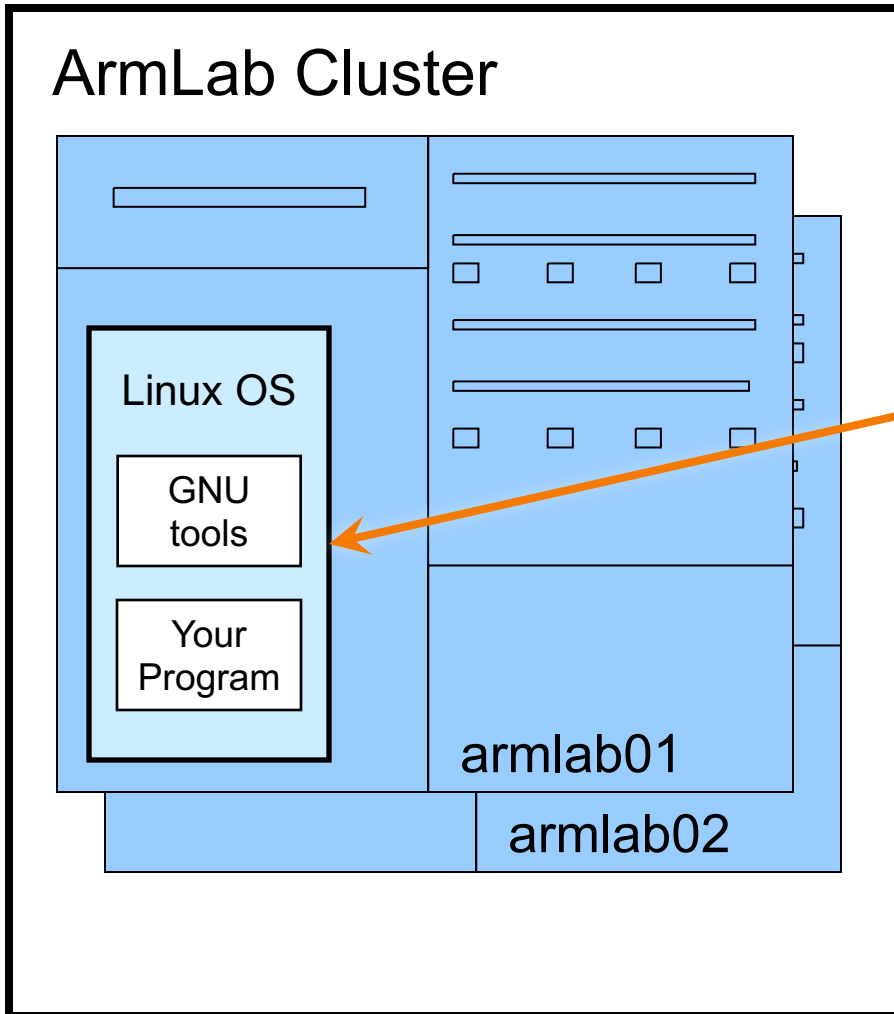 ArmLab Cluster
Linux OS
GNU
tools
Your
Program
armlab01
armlab02